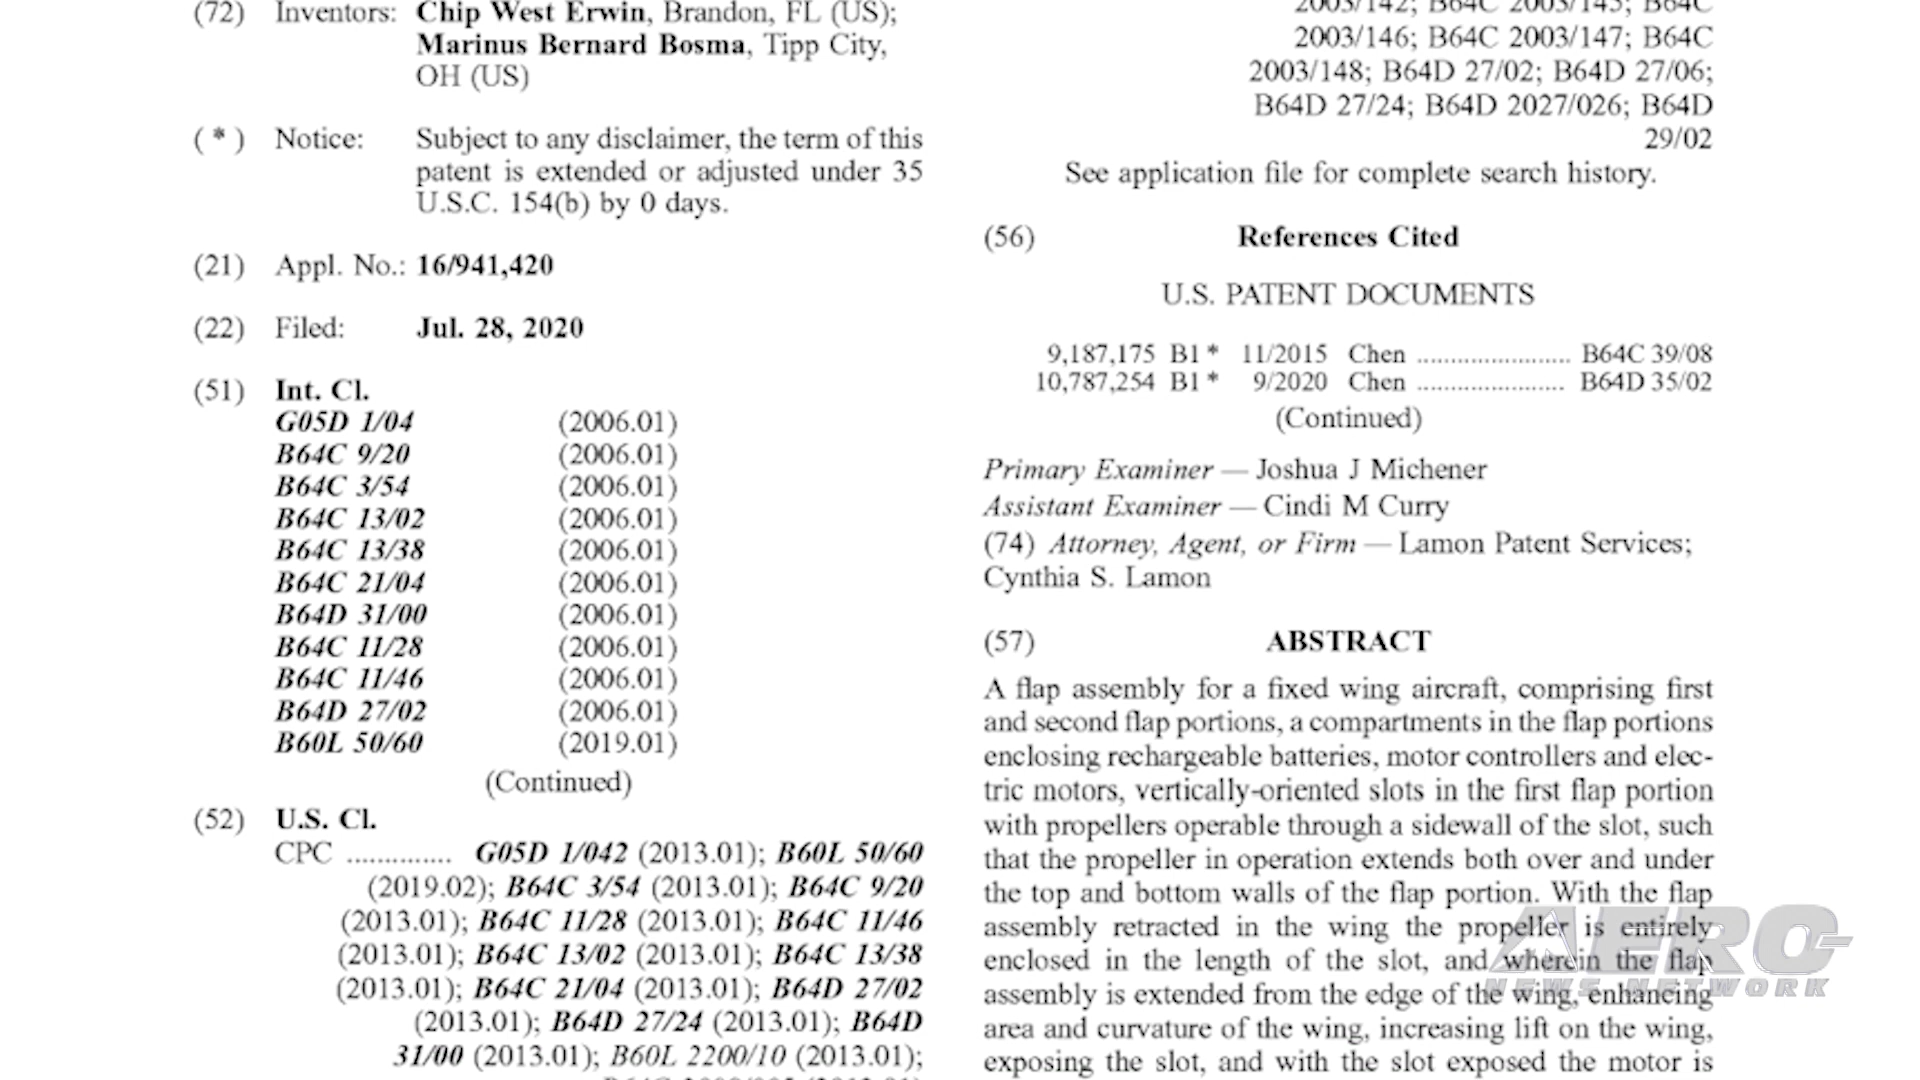 (72) Inventors: Chip West Erwin, Brandon, FL (US);
Marinus Bernard Bosma, Tipp City,
OH (US)
( * ) Notice: Subject to any disclaimer, the term of this
patent is extended or adjusted under 35
U.S.C. 154(b) by 0 days.
(21) Appl. No.: 16/941,420
(22) Filed: Jul. 28, 2020
(51) Int. Cl.
G05D 1/04 (2006.01)
B64C 9/20 (2006.01)
B64C 3/54 (2006.01)
B64C 13/02 (2006.01)
B64C 13/38 (2006.01)
B64C 21/04 (2006.01)
B64D 31/00 (2006.01)
B64C 11/28 (2006.01)
B64C 11/46 (2006.01)
B64D 27/02 (2006.01)
B60L 50/60 (2019.01)
(Continued)
(52) U.S. Cl.
CPC .............. G05D 1/042 (2013.01); B60L 50/60
(2019.02); B64C 3/54 (2013.01); B64C 9/20
(2013.01); B64C 11/28 (2013.01); B64C 11/46
(2013.01); B64C 13/02 (2013.01); B64C 13/38
(2013.01); B64C 21/04 (2013.01); B64D 27/02
(2013.01); B64D 27/24 (2013.01); B64D
31/00 (2013.01); B60L 2200/10 (2013.01);
2003/142; B64C 2003/145; B64C
2003/146; B64C 2003/147; B64C
2003/148; B64D 27/02; B64D 27/06;
B64D 27/24; B64D 2027/026; B64D
29/02
See application file for complete search history.
(56) References Cited
U.S. PATENT DOCUMENTS
9,187,175 B1 * 11/2015 Chen ....................... B64C 39/08
10,787,254 B1 * 9/2020 Chen ...................... B64D 35/02
(Continued)
Primary Examiner — Joshua J Michener
Assistant Examiner — Cindi M Curry
(74) Attorney, Agent, or Firm — Lamon Patent Services;
Cynthia S. Lamon
(57) ABSTRACT
A flap assembly for a fixed wing aircraft, comprising first
and second flap portions, a compartments in the flap portions
enclosing rechargeable batteries, motor controllers and elec-
tric motors, vertically-oriented slots in the first flap portion
with propellers operable through a sidewall of the slot, such
that the propeller in operation extends both over and under
the top and bottom walls of the flap portion. With the flap
assembly retracted in the wing the propeller is entirely
enclosed in the length of the slot, and wherein the flap
assembly is extended from the edge of the wing, enhancing
area and curvature of the wing, increasing lift on the wing,
exposing the slot, and with the slot exposed the motor is
AERO
NEWS NETWORK